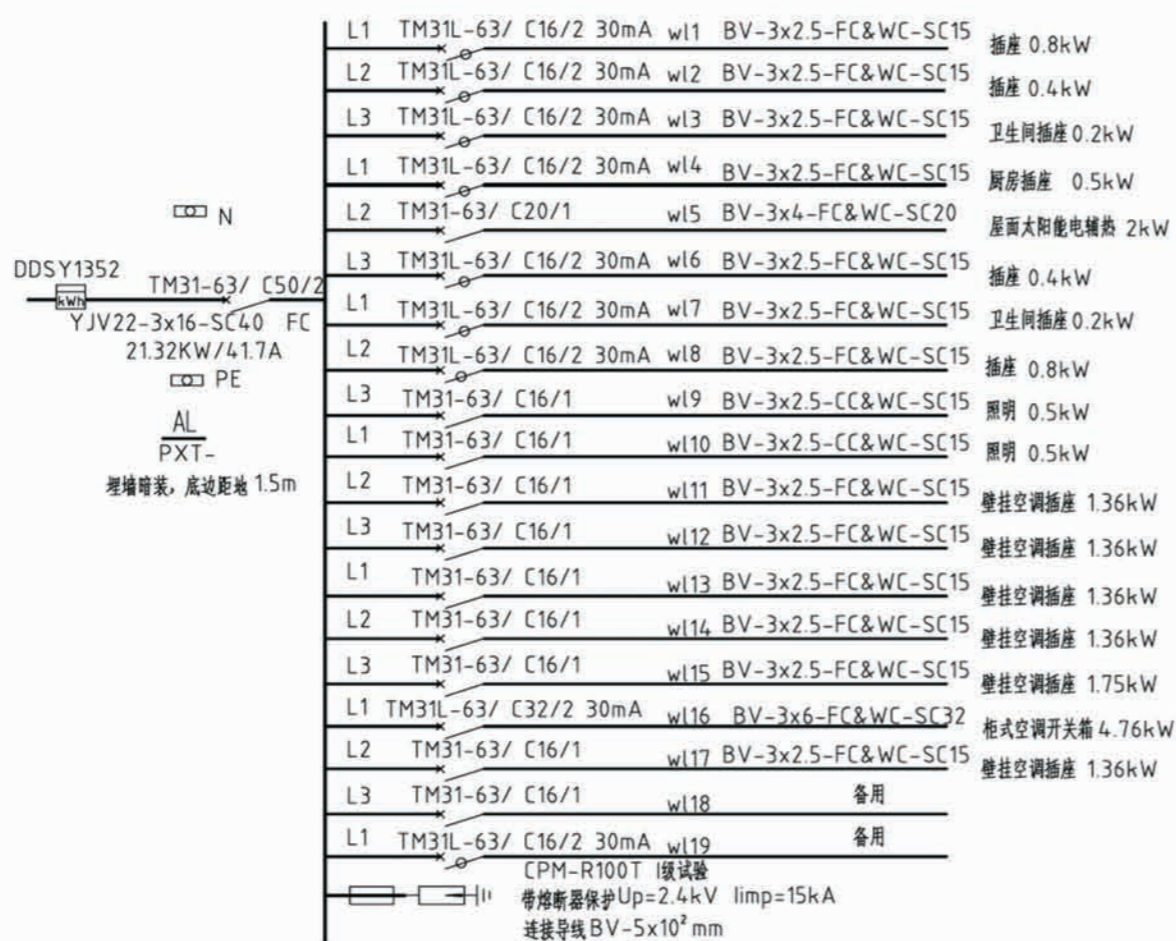 L1 TM31L-63/ C16/2 30mA wl1 BV-3x2.5-FC&WC-SC15 插座 0.8kW
L2 TM31L-63/ C16/2 30mA wl2 BV-3x2.5-FC&WC-SC15 插座 0.4kW
L3 TM31L-63/ C16/2 30mA wl3 BV-3x2.5-FC&WC-SC15 卫生间插座 0.2kW
L1 TM31L-63/ C16/2 30mA wl4 BV-3x2.5-FC&WC-SC15 厨房插座 0.5kW
L2 TM31-63/ C20/1 wl5 BV-3x4-FC&WC-SC20 屋面太阳能电辅热 2kW
L3 TM31L-63/ C16/2 30mA wl6 BV-3x2.5-FC&WC-SC15 插座 0.4kW
L1 TM31L-63/ C16/2 30mA wl7 BV-3x2.5-FC&WC-SC15 卫生间插座 0.2kW
L2 TM31L-63/ C16/2 30mA wl8 BV-3x2.5-FC&WC-SC15 插座 0.8kW
L3 TM31-63/ C16/1 wl9 BV-3x2.5-CC&WC-SC15 照明 0.5kW
L1 TM31-63/ C16/1 wl10 BV-3x2.5-CC&WC-SC15 照明 0.5kW
L2 TM31-63/ C16/1 wl11 BV-3x2.5-FC&WC-SC15 壁挂空调插座 1.36kW
L3 TM31-63/ C16/1 wl12 BV-3x2.5-FC&WC-SC15 壁挂空调插座 1.36kW
L1 TM31-63/ C16/1 wl13 BV-3x2.5-FC&WC-SC15 壁挂空调插座 1.36kW
L2 TM31-63/ C16/1 wl14 BV-3x2.5-FC&WC-SC15 壁挂空调插座 1.36kW
L3 TM31-63/ C16/1 wl15 BV-3x2.5-FC&WC-SC15 壁挂空调插座 1.75kW
L1 TM31L-63/ C32/2 30mA wl16 BV-3x6-FC&WC-SC32 柜式空调开关箱 4.76kW
L2 TM31-63/ C16/1 wl17 BV-3x2.5-FC&WC-SC15 壁挂空调插座 1.36kW
L3 TM31-63/ C16/1 wl18 备用
L1 TM31L-63/ C16/2 30mA wl19 备用
CPM-R100T I级试验
带熔断器保护Up=2.4kV Iimp=15kA
连接导线BV-5x10² mm
N
DDSY1352
kWh
TM31-63/ C50/2
YJV22-3x16-SC40 FC
21.32KW/41.7A
PE
AL
PXT-
埋墙暗装，底边距地 1.5m